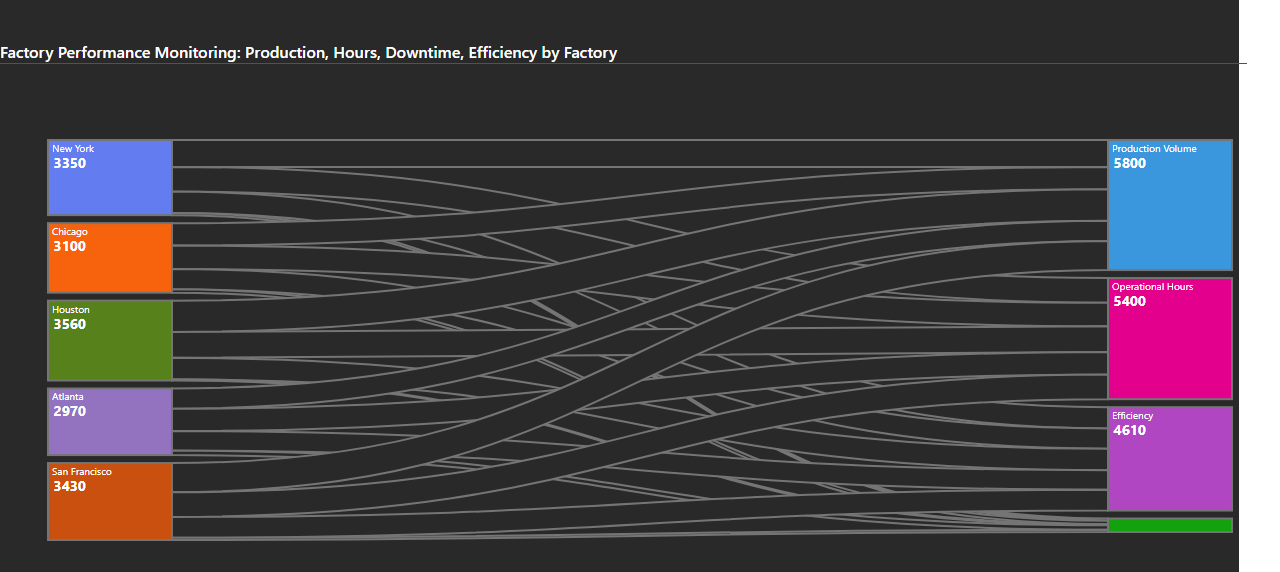 Factory Performance Monitoring: Production, Hours, Downtime, Efficiency by Factory
New York
3350
Chicago
3100
Houston
3560
Atlanta
2970
San Francisco
3430
Production Volume
5800
Operational Hours
5400
Efficiency
4610